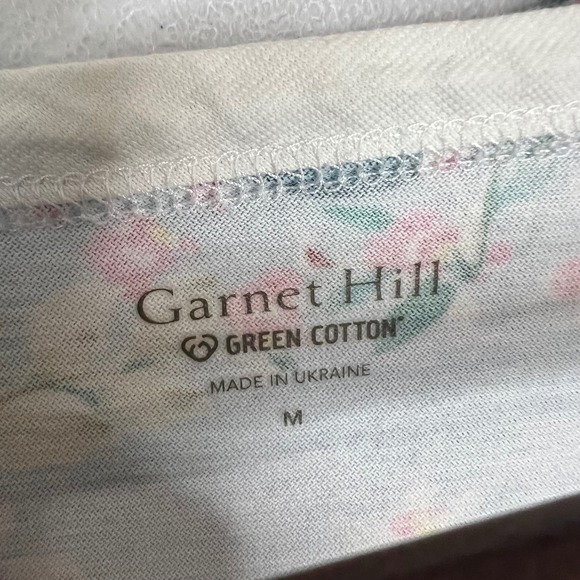 Garnet Hill
GREEN COTTON®
MADE IN UKRAINE
M